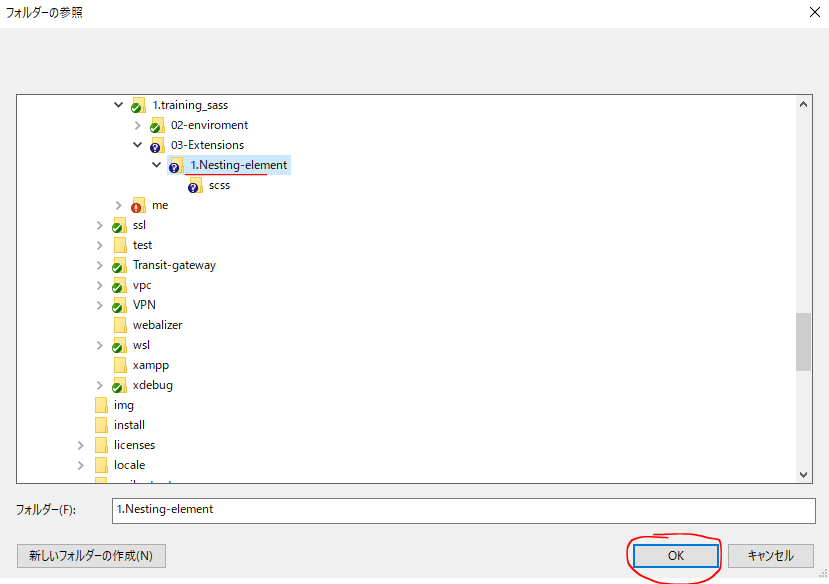 フォルダーの参照
1.training_sass
02-enviroment
03-Extensions
1.Nesting-element
scss
me
ssl
test
Transit-gateway
vpc
VPN
webalizer
wsl
xampp
xdebug
img
install
licenses
locale
フォルダー(F):
1.Nesting-element
新しいフォルダーの作成(N)
OK
キャンセル